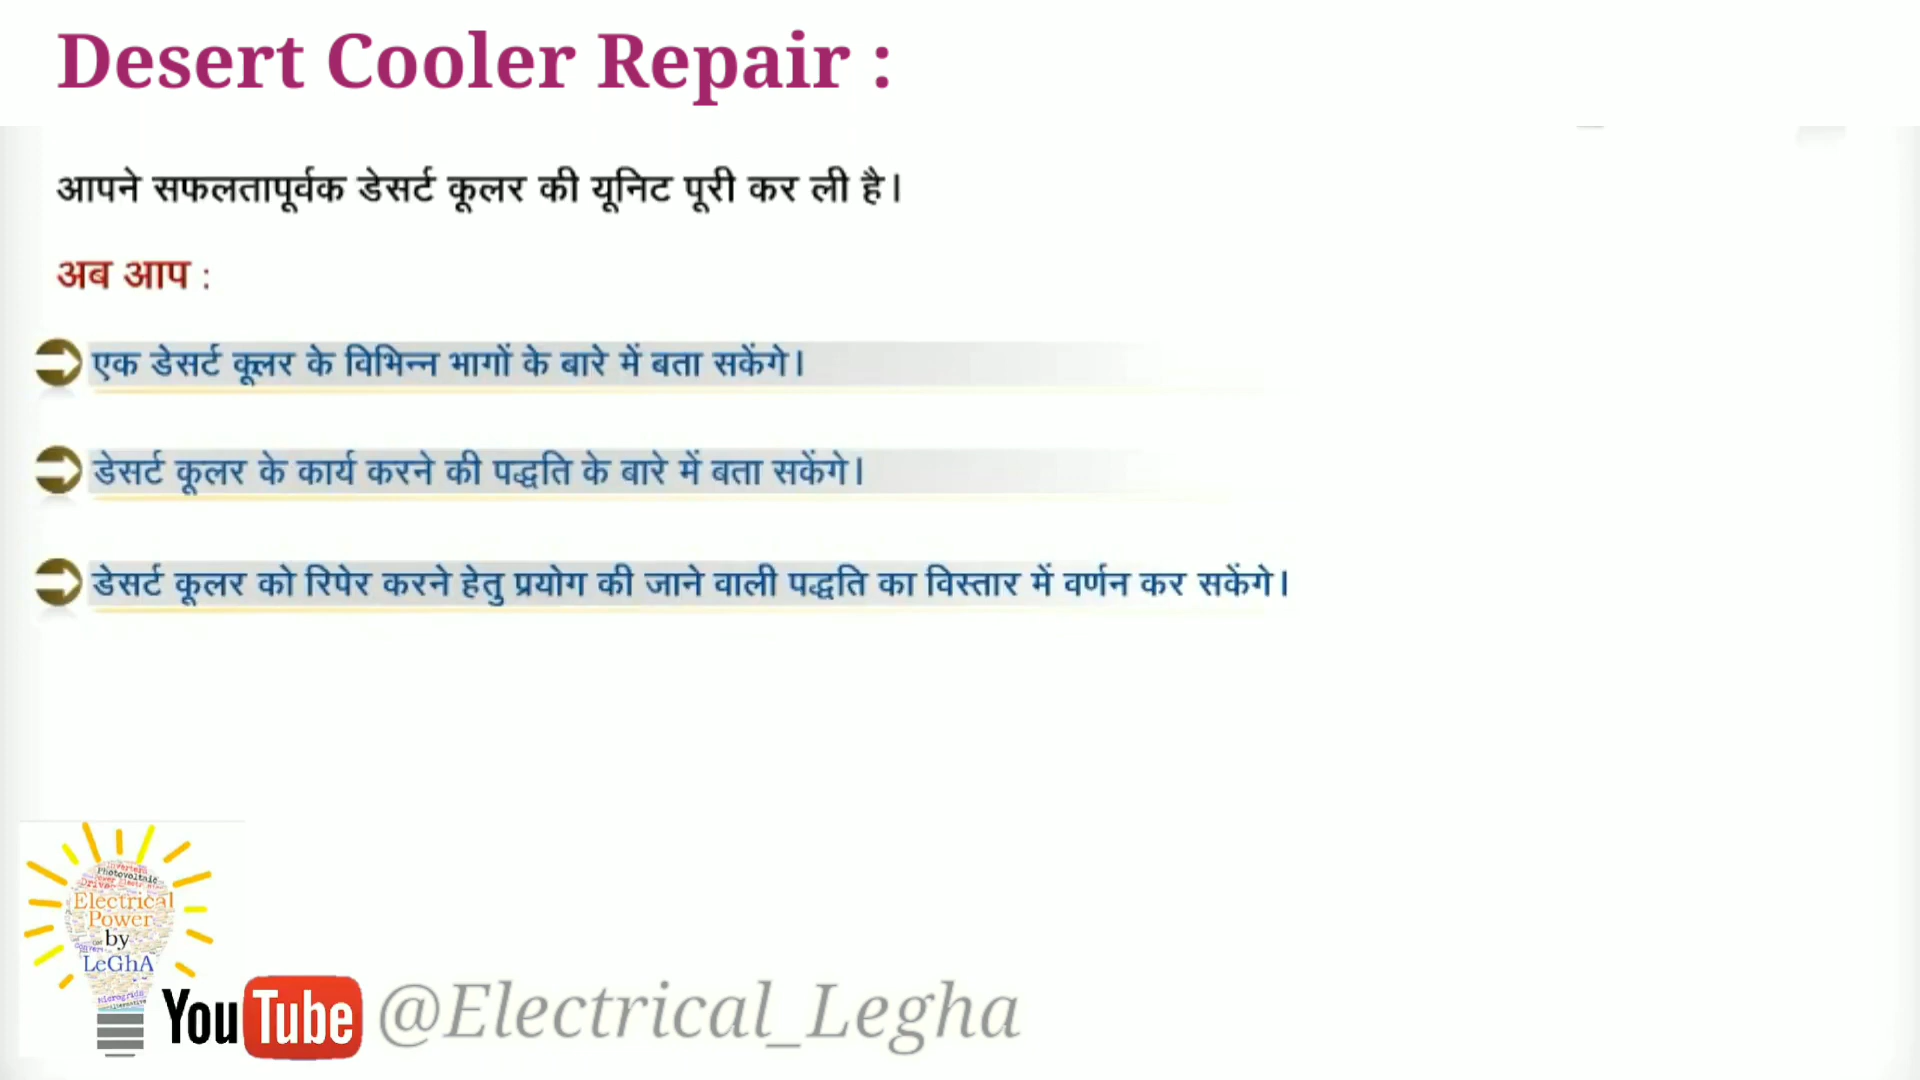 Desert Cooler Repair :
आपने सफलतापूर्वक डेसर्ट कूलर की यूनिट पूरी कर ली है।
अब आप :
एक डेसर्ट कूलर के विभिन्न भागों के बारे में बता सकेंगे।
डेसर्ट कूलर के कार्य करने की पद्धति के बारे में बता सकेंगे।
डेसर्ट कूलर को रिपेर करने हेतु प्रयोग की जाने वाली पद्धति का विस्तार में वर्णन कर सकेंगे।
Photovoltaic
Electrical
Power
by
LeGhA
YouTube @Electrical_Legha